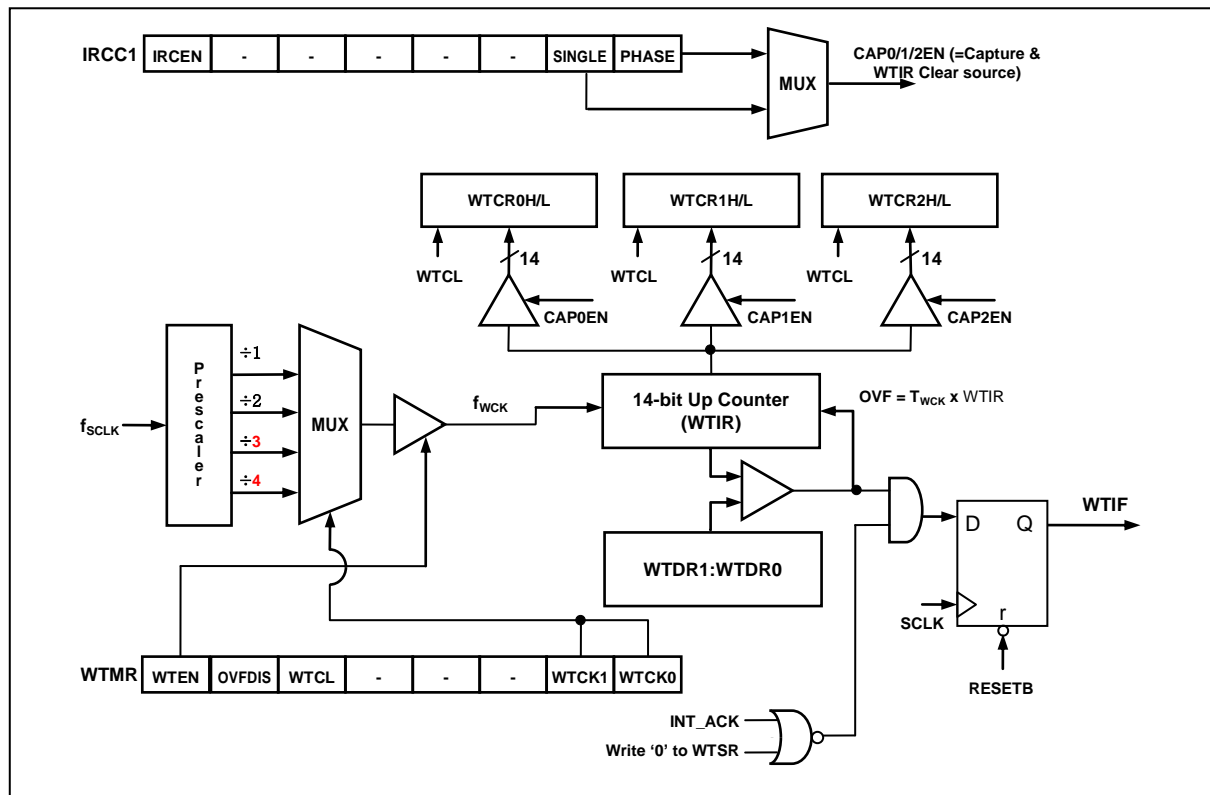 IRCC1 IRCEN - - - - - SINGLE PHASE
MUX
CAP0/1/2EN (=Capture &
WTIR Clear source)
WTCR0H/L WTCR1H/L WTCR2H/L
14 14 14
WTCL WTCL WTCL
CAP0EN CAP1EN CAP2EN
fSCLK
Prescaler
÷1
÷2
÷3
÷4
MUX
fWCK
14-bit Up Counter
(WTIR)
OVF = TWCK x WTIR
WTDR1:WTDR0
D Q
WTIF
SCLK
r
RESETB
WTMR WTEN OVFDIS WTCL - - - WTCK1 WTCK0
INT_ACK
Write ‘0’ to WTSR